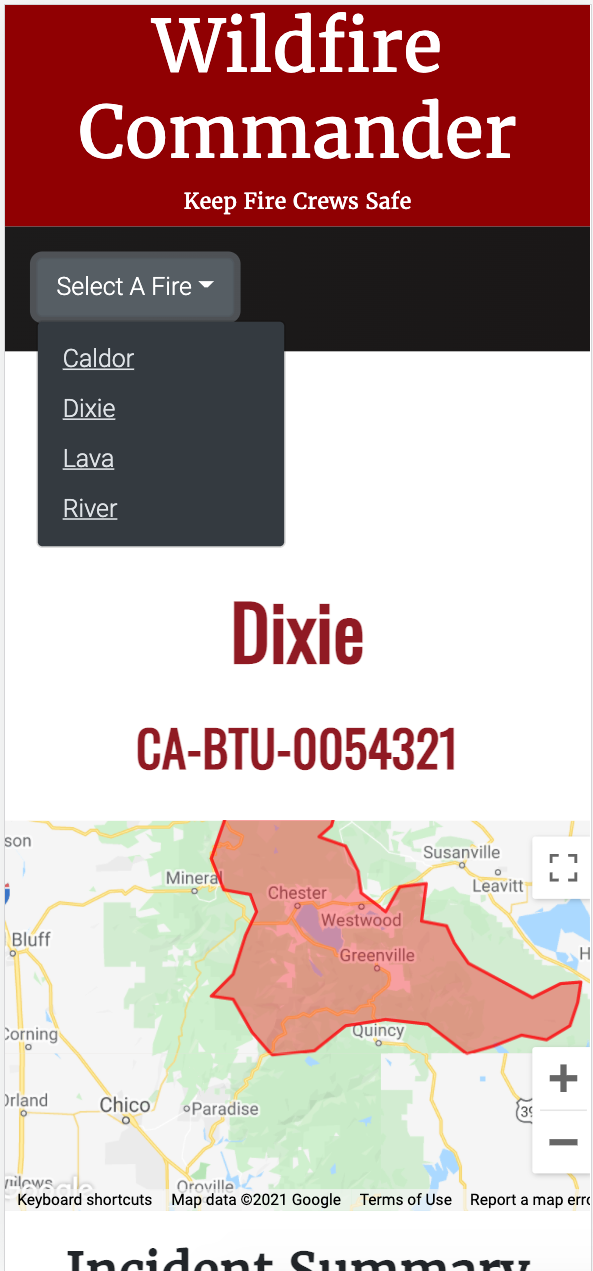 Wildfire
Commander
Keep Fire Crews Safe
Select A Fire
Caldor
Dixie
Lava
River
Dixie
CA-BTU-0054321
son
Susanville
Mineral
Leavitt
Chester
Westwood
Bluff
Greenville
H
Quincy
Corning
Orland
Chico
Paradise
39
Willows
Oroville
Google
Keyboard shortcuts
Map data ©2021 Google
Terms of Use
Report a map erro
Incident Summary